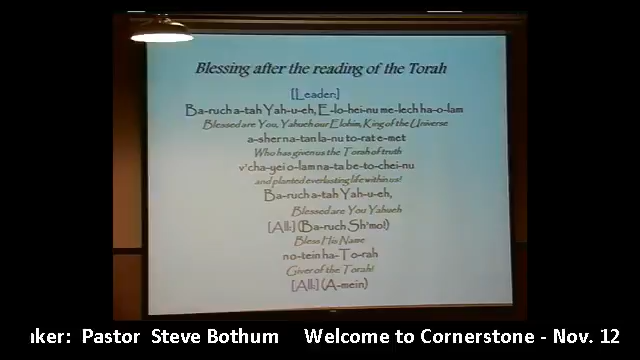 Blessing after the reading of the Torah
[Leader:]
Ba-ruch a-tah Yah-u-eh, E-lo-hei-nu me-lech ha-o-lam
Blessed are You, Yahueh our Elohim, King of the Universe
a-sher na-tan la-nu to-rat e-met
Who has given us the Torah of truth
v'cha-yei o-lam na-ta be-to-chei-nu
and planted everlasting life within us!
Ba-ruch a-tah Yah-u-eh,
Blessed are You Yahueh
[All:] (Ba-ruch Sh'mo!)
Bless His Name
no-tein ha-To-rah
Giver of the Torah!
[All:] (A-mein)
ker: Pastor Steve Bothum Welcome to Cornerstone - Nov. 12